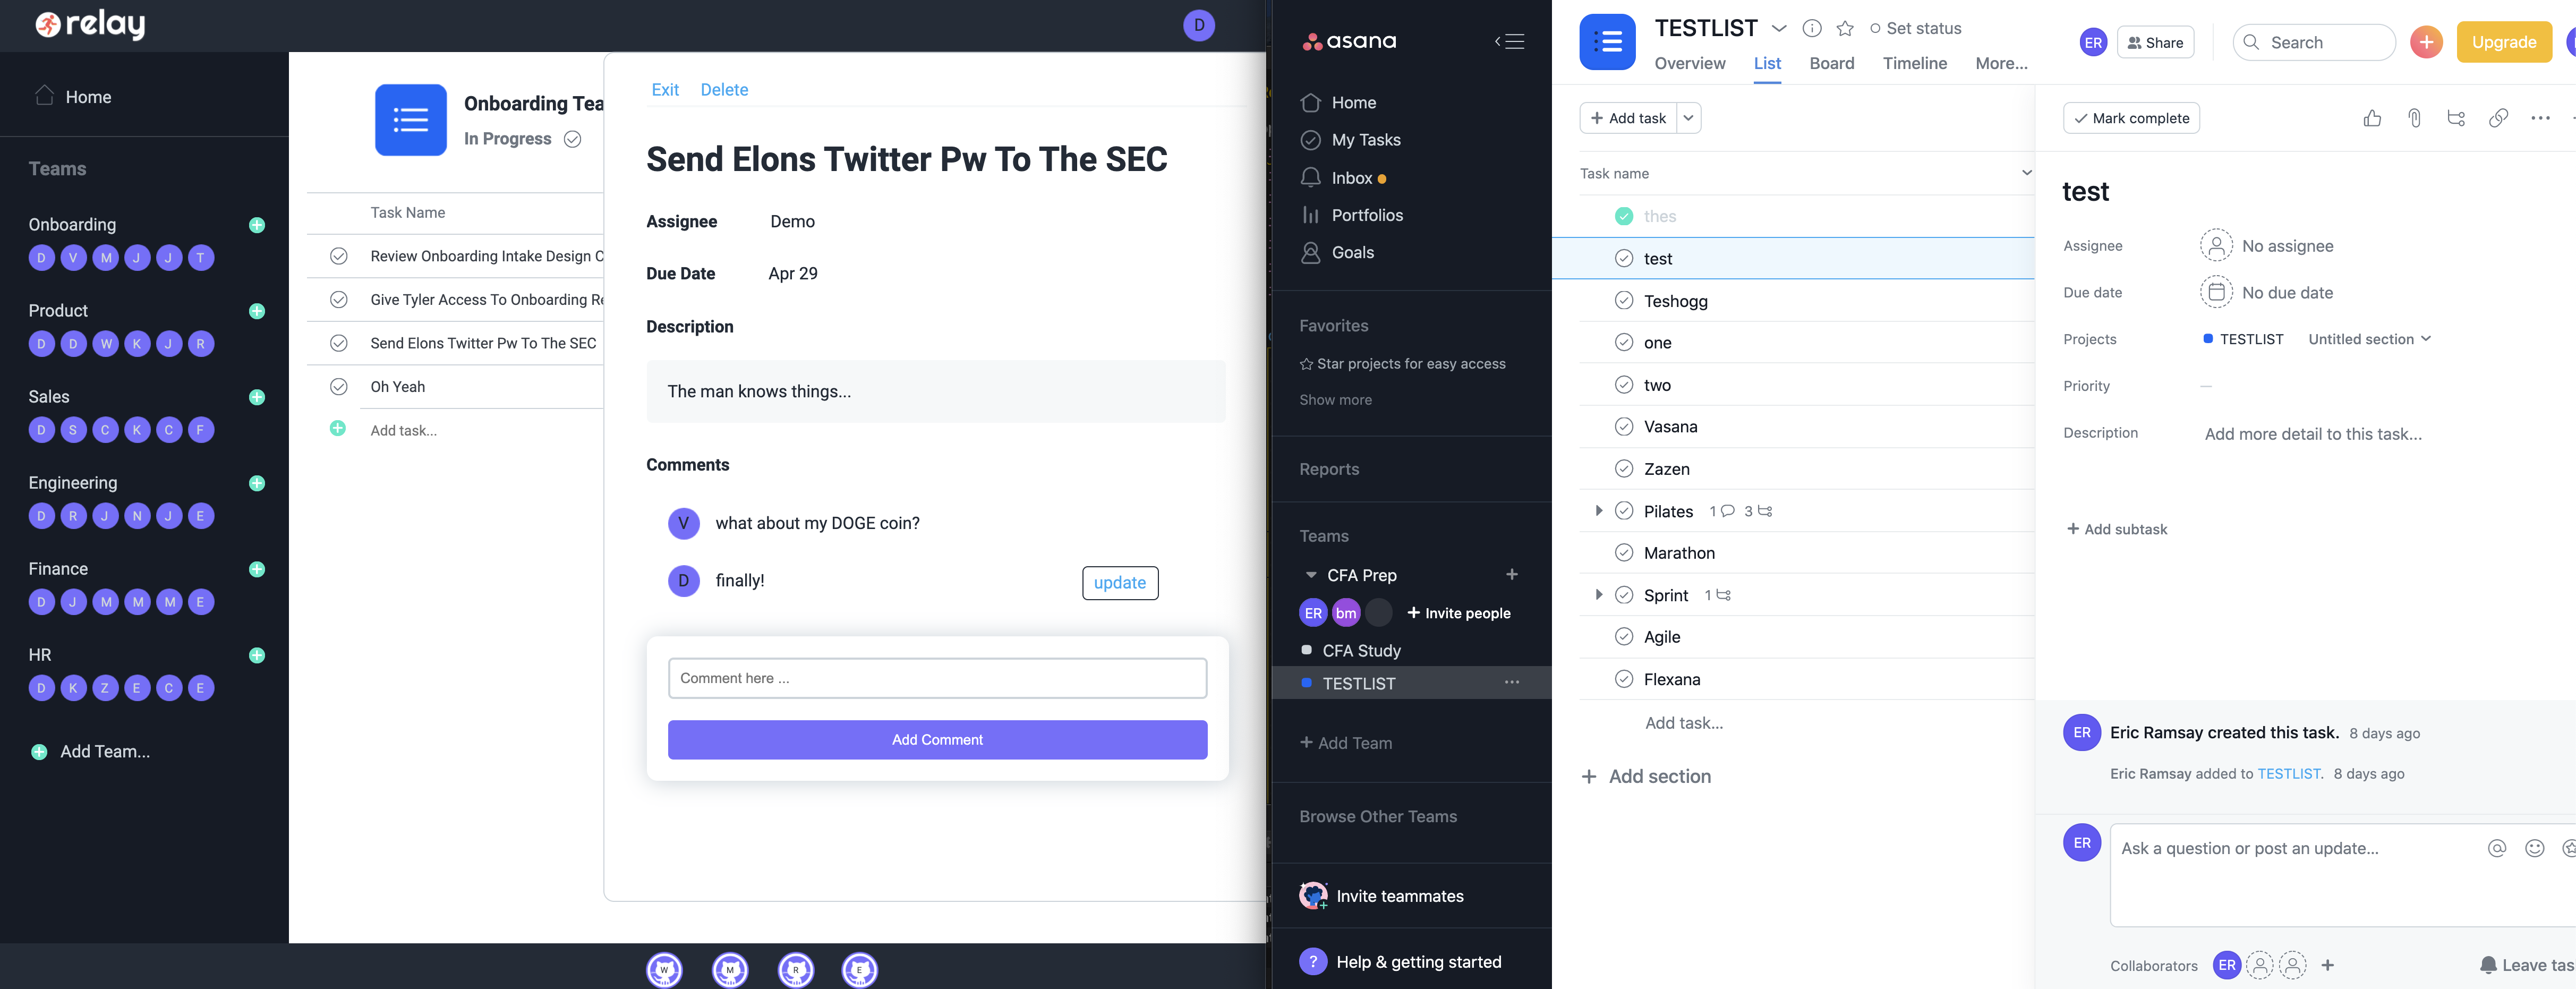 relay
D
Home
Teams
Onboarding
D V M J J T
Product
D D W K J R
Sales
D S C K C F
Engineering
D R J N J E
Finance
D J M M M E
HR
D K Z E C E
Add Team...
Onboarding Tea
In Progress
Task Name
Review Onboarding Intake Design
Give Tyler Access To Onboarding
Send Elons Twitter Pw To The SEC
Oh Yeah
Add task...
Exit Delete
Send Elons Twitter Pw To The SEC
Assignee Demo
Due Date Apr 29
Description
The man knows things...
Comments
V what about my DOGE coin?
D finally! update
Comment here ...
Add Comment
W M R E
asana
Home
My Tasks
Inbox
Portfolios
Goals
Favorites
Star projects for easy access
Show more
Reports
Teams
CFA Prep +
ER bm + Invite people
CFA Study
TESTLIST ...
+ Add Team
Browse Other Teams
Invite teammates
? Help & getting started
TESTLIST Set status
Overview List Board Timeline More...
ER Share Search + Upgrade
+ Add task
Task name
thes
test
Teshogg
one
two
Vasana
Zazen
Pilates 1 3
Marathon
Sprint 1
Agile
Flexana
Add task...
+ Add section
Mark complete ...
test
Assignee No assignee
Due date No due date
Projects TESTLIST Untitled section
Priority —
Description Add more detail to this task...
+ Add subtask
ER Eric Ramsay created this task. 8 days ago
Eric Ramsay added to TESTLIST. 8 days ago
ER Ask a question or post an update... @
Collaborators ER + Leave tas